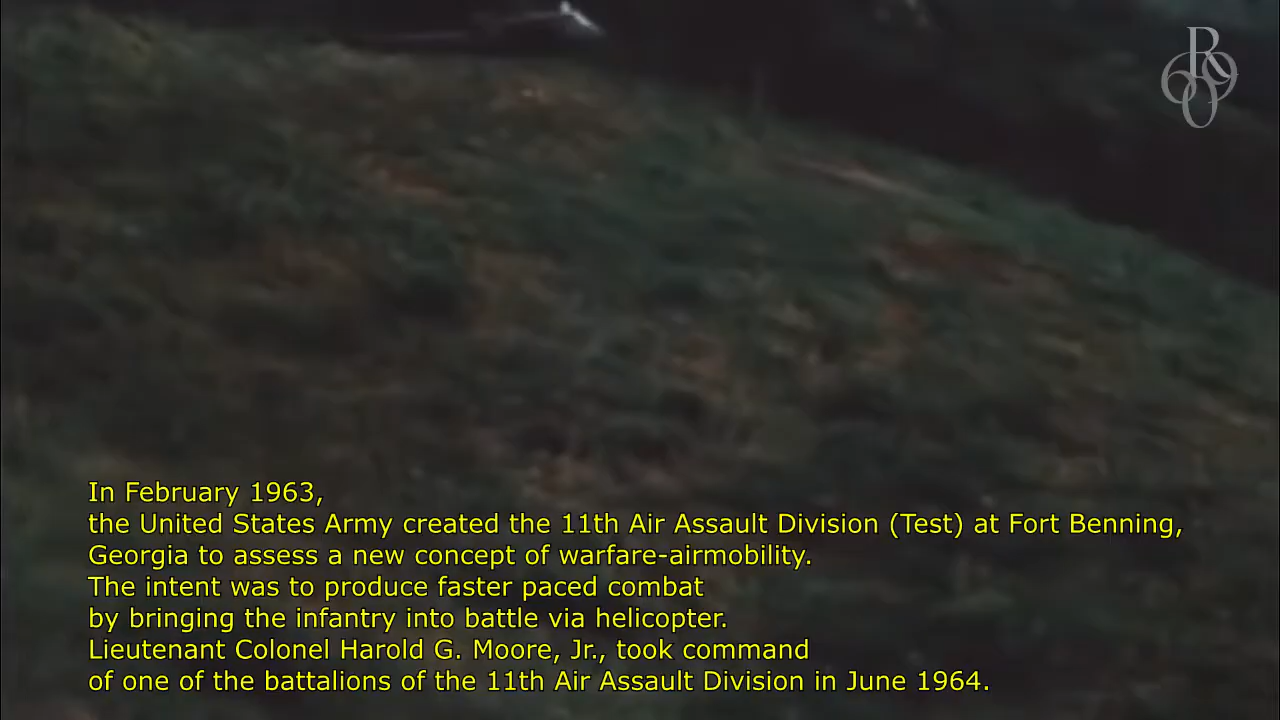 R
60
9
0
In February 1963,
the United States Army created the 11th Air Assault Division (Test) at Fort Benning,
Georgia to assess a new concept of warfare-airmobility.
The intent was to produce faster paced combat
by bringing the infantry into battle via helicopter.
Lieutenant Colonel Harold G. Moore, Jr., took command
of one of the battalions of the 11th Air Assault Division in June 1964.